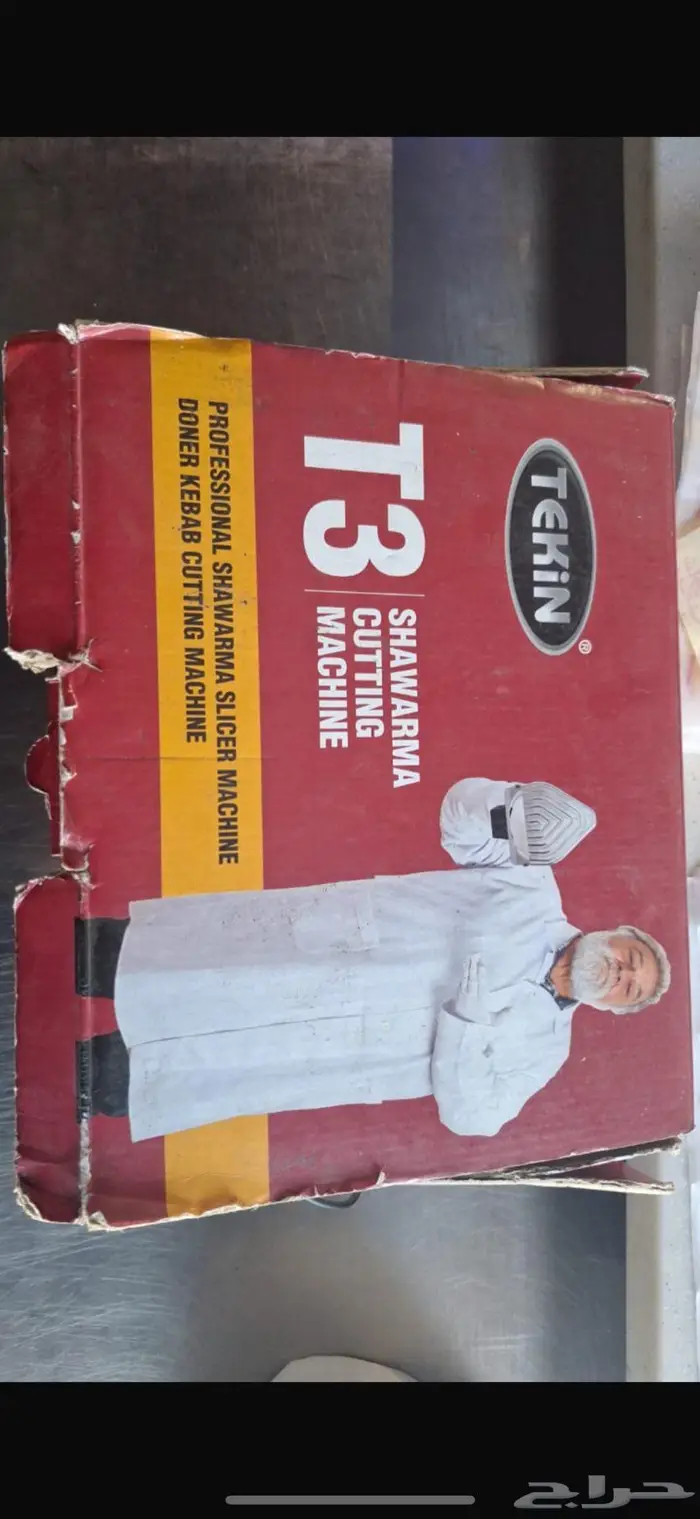 TEKiN®
T3
SHAWARMA
CUTTING
MACHINE
PROFESSIONAL SHAWARMA SLICER MACHINE
DONER KEBAB CUTTING MACHINE
حراج